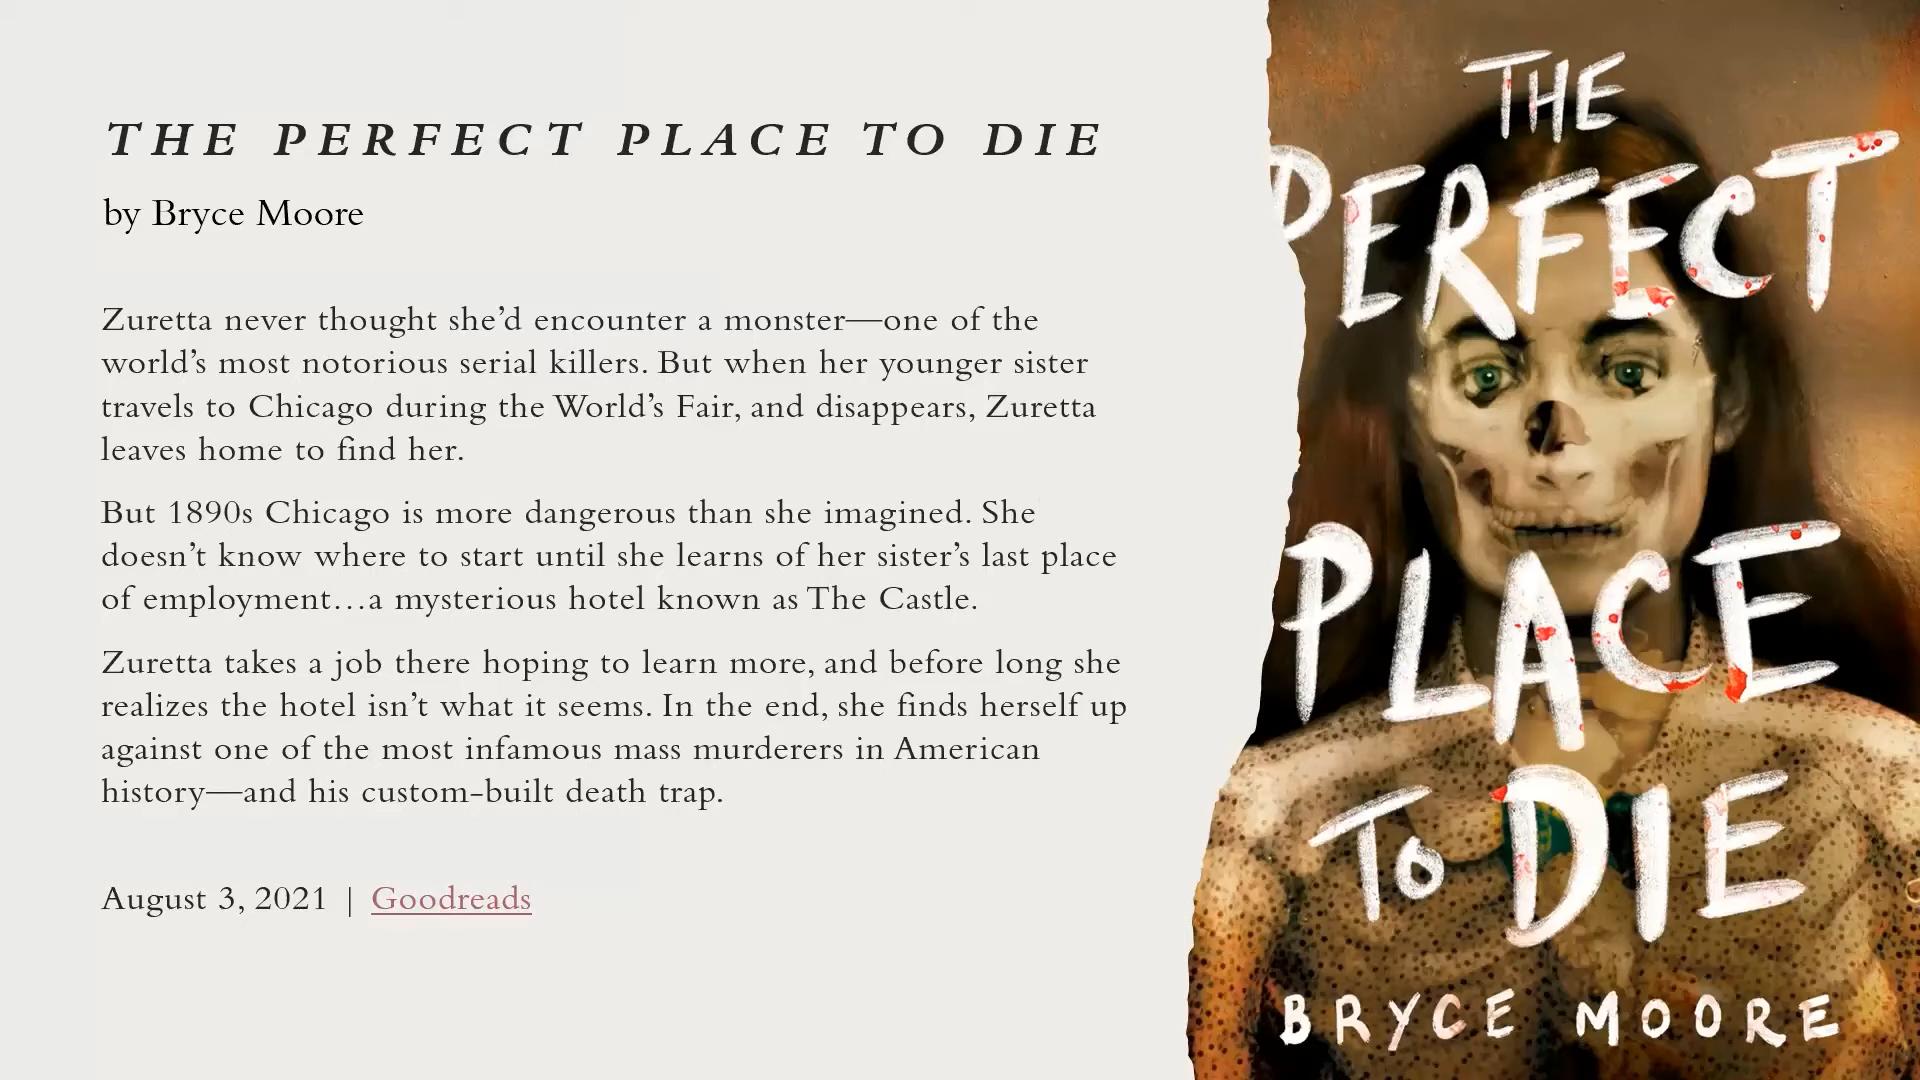 THE PERFECT PLACE TO DIE
by Bryce Moore
Zuretta never thought she’d encounter a monster—one of the
world’s most notorious serial killers. But when her younger sister
travels to Chicago during the World’s Fair, and disappears, Zuretta
leaves home to find her.
But 1890s Chicago is more dangerous than she imagined. She
doesn’t know where to start until she learns of her sister’s last place
of employment…a mysterious hotel known as The Castle.
Zuretta takes a job there hoping to learn more, and before long she
realizes the hotel isn’t what it seems. In the end, she finds herself up
against one of the most infamous mass murderers in American
history—and his custom-built death trap.
August 3, 2021 | Goodreads
THE
PERFECT
PLACE
TO DIE
BRYCE MOORE